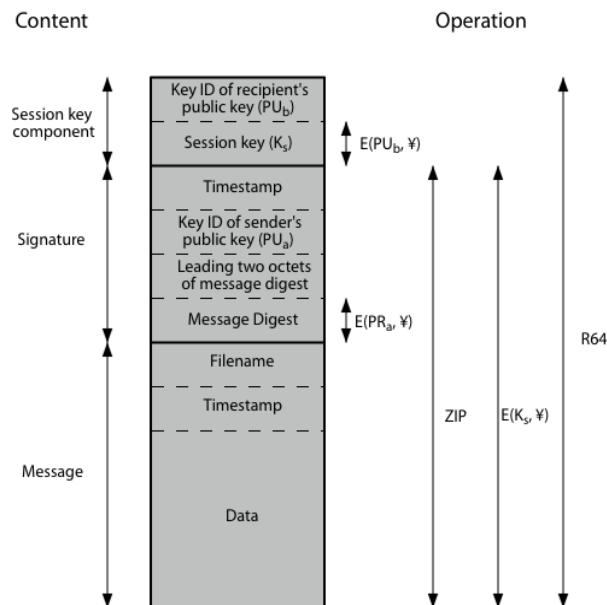 Content
Operation
Key ID of recipient's
public key (PUb)
Session key
component
Session key (Ks)
E(PUb, ¥)
Timestamp
Key ID of sender's
public key (PUa)
Signature
Leading two octets
of message digest
Message Digest
E(PRa, ¥)
R64
Filename
Timestamp
ZIP
E(Ks, ¥)
Message
Data